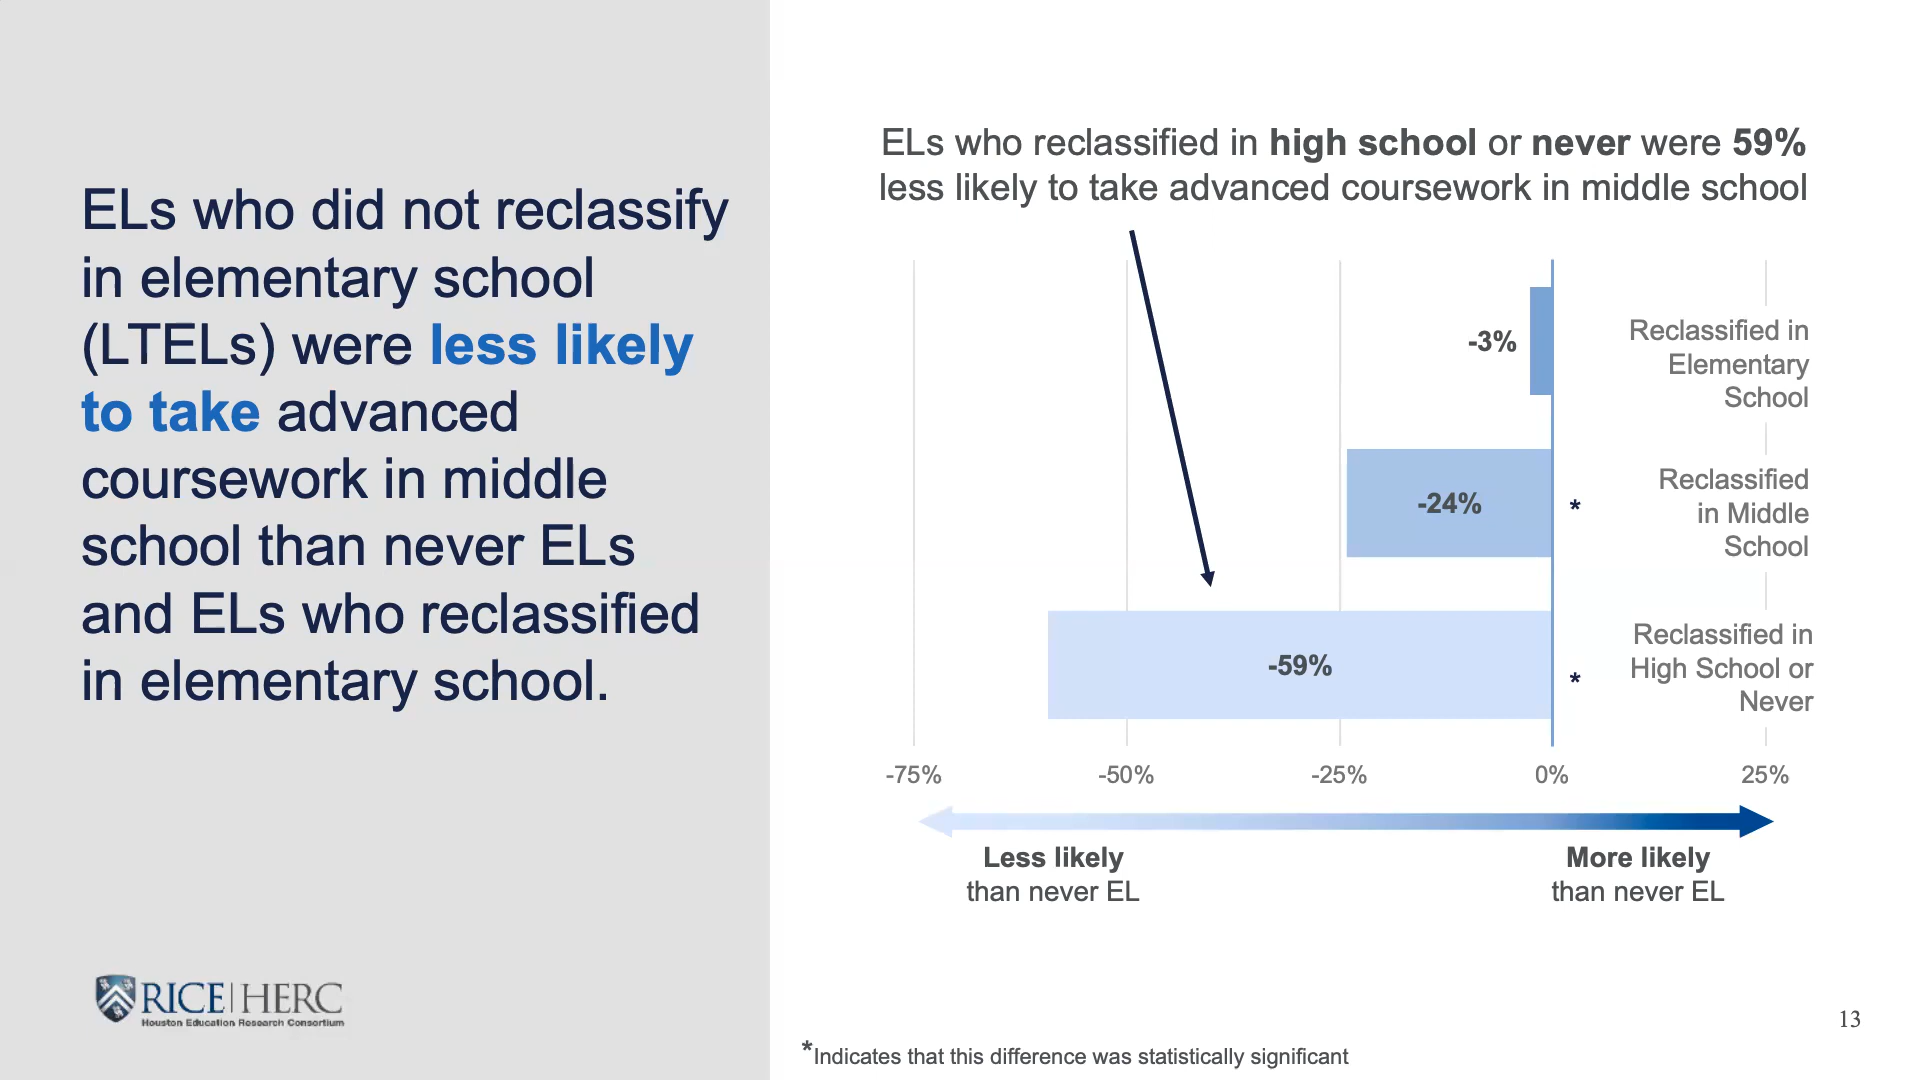 ELs who did not reclassify
in elementary school
(LTELs) were less likely
to take advanced
coursework in middle
school than never ELs
and ELs who reclassified
in elementary school.
RICE|HERC
Houston Education Research Consortium
ELs who reclassified in high school or never were 59%
less likely to take advanced coursework in middle school
-3%
Reclassified in
Elementary
School
-24%
*
Reclassified
in Middle
School
-59%
*
Reclassified in
High School or
Never
-75%
-50%
-25%
0%
25%
Less likely
than never EL
More likely
than never EL
*Indicates that this difference was statistically significant
13